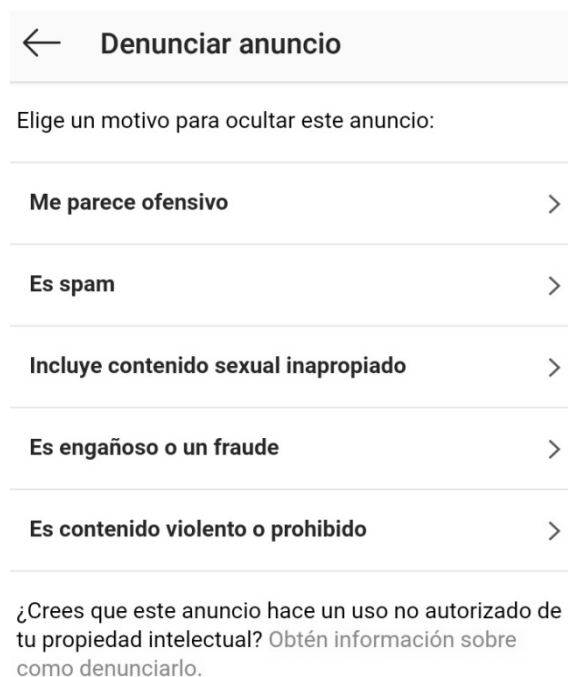 Denunciar anuncio
Elige un motivo para ocultar este anuncio:
Me parece ofensivo
Es spam
Incluye contenido sexual inapropiado
Es engañoso o un fraude
Es contenido violento o prohibido
¿Crees que este anuncio hace un uso no autorizado de
tu propiedad intelectual? Obtén información sobre
como denunciarlo.